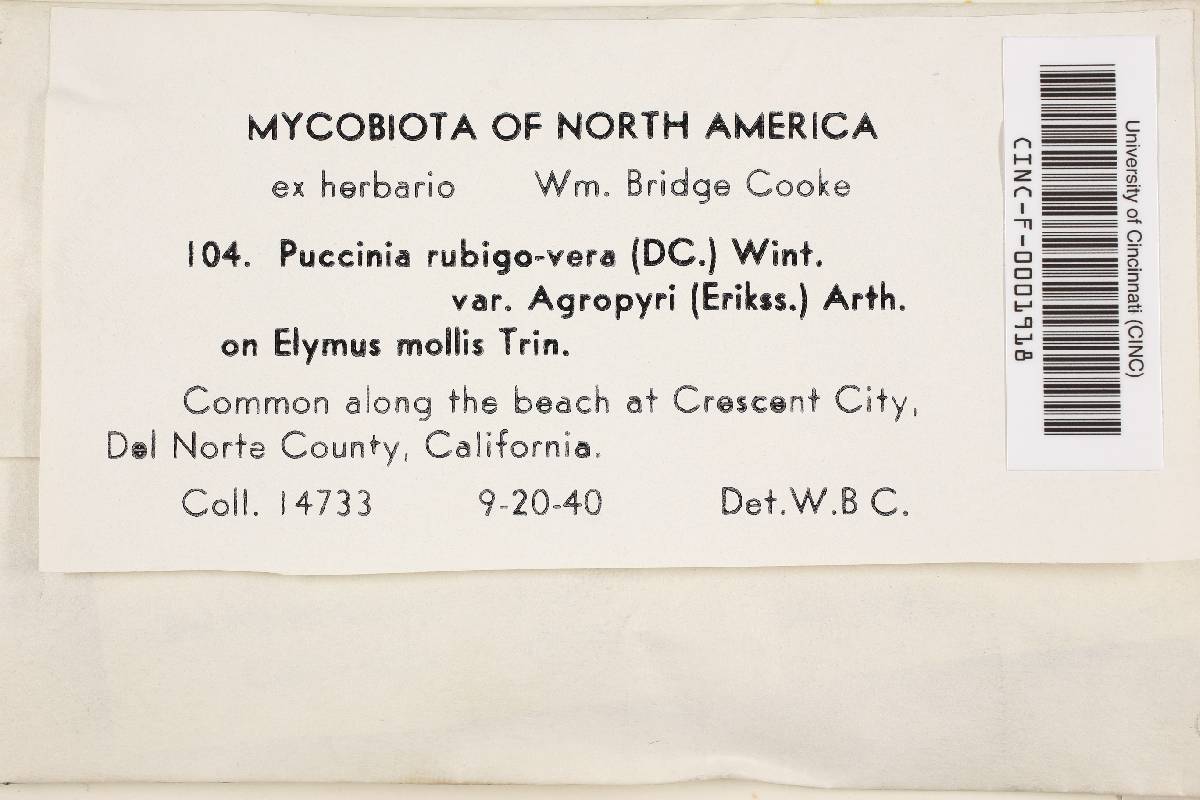 MYCOBIOTA OF NORTH AMERICA
ex herbario Wm. Bridge Cooke
104. Puccinia rubigo-vera (DC.) Wint.
var. Agropyri (Erikss.) Arth.
on Elymus mollis Trin.
Common along the beach at Crescent City,
Del Norte County, California.
Coll. 14733 9-20-40 Det.W.B C.
University of Cincinnati (CINC)
CINC-F-0001918